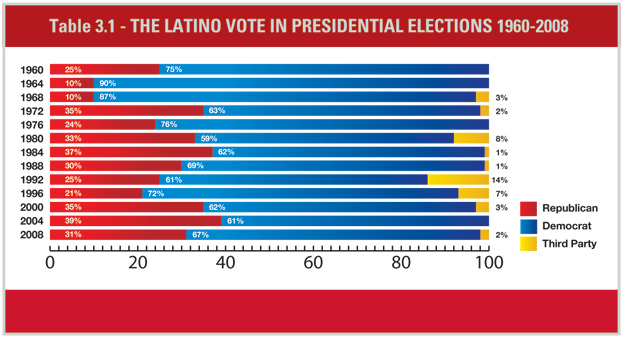 Table 3.1 - THE LATINO VOTE IN PRESIDENTIAL ELECTIONS 1960-2008
1960 25% 75%
1964 10% 90%
1968 10% 87% 3%
1972 35% 63% 2%
1976 24% 76%
1980 33% 59% 8%
1984 37% 62% 1%
1988 30% 69% 1%
1992 25% 61% 14%
1996 21% 72% 7%
2000 35% 62% 3%
2004 39% 61%
2008 31% 67% 2%
0 20 40 60 80 100
Republican
Democrat
Third Party